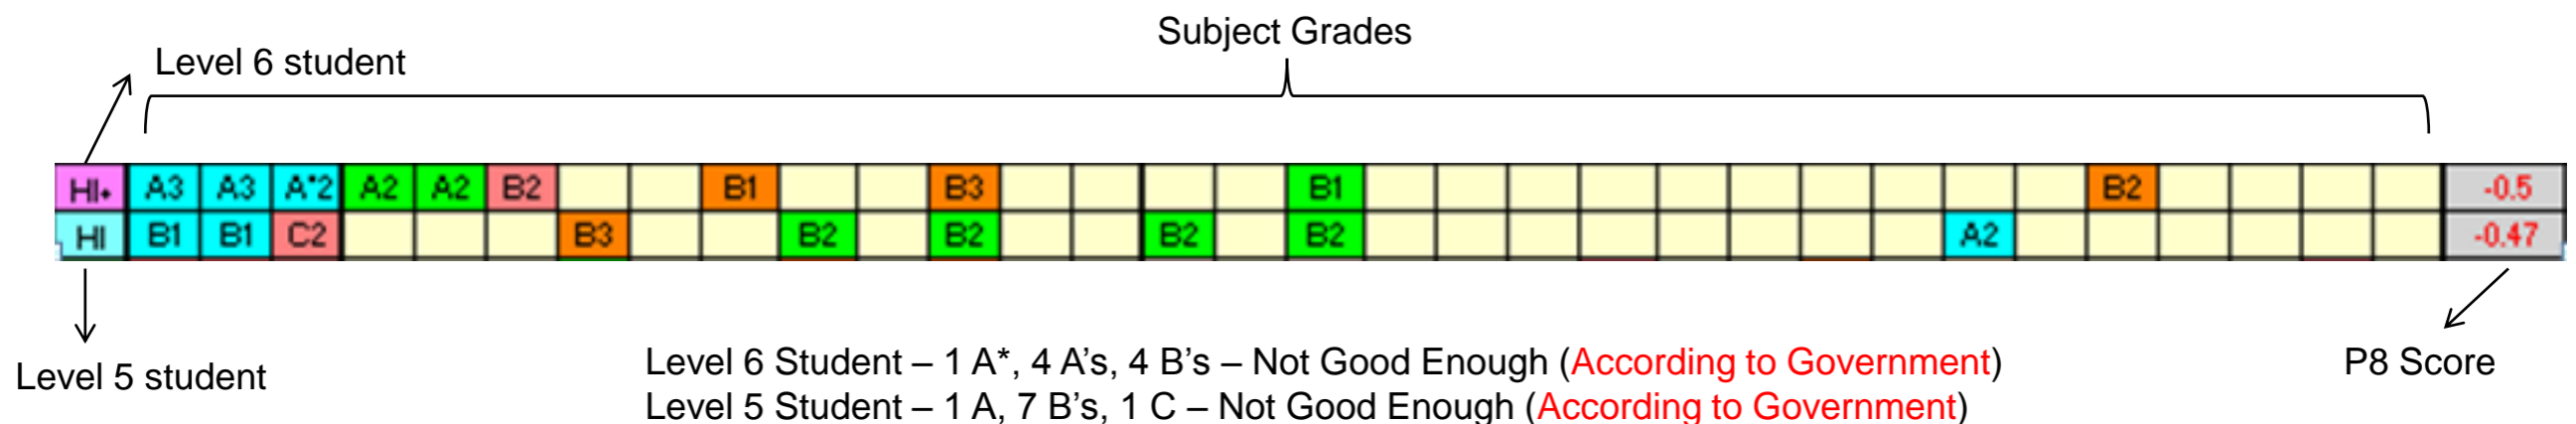 Subject Grades
Level 6 student
HI+ A3 A3 A*2 A2 A2 B2 B1 B3 B1 B2 -0.5
HI B1 B1 C2 B3 B2 B2 B2 B2 A2 -0.47
Level 5 student
Level 6 Student – 1 A*, 4 A's, 4 B's – Not Good Enough (According to Government)
P8 Score
Level 5 Student – 1 A, 7 B's, 1 C – Not Good Enough (According to Government)